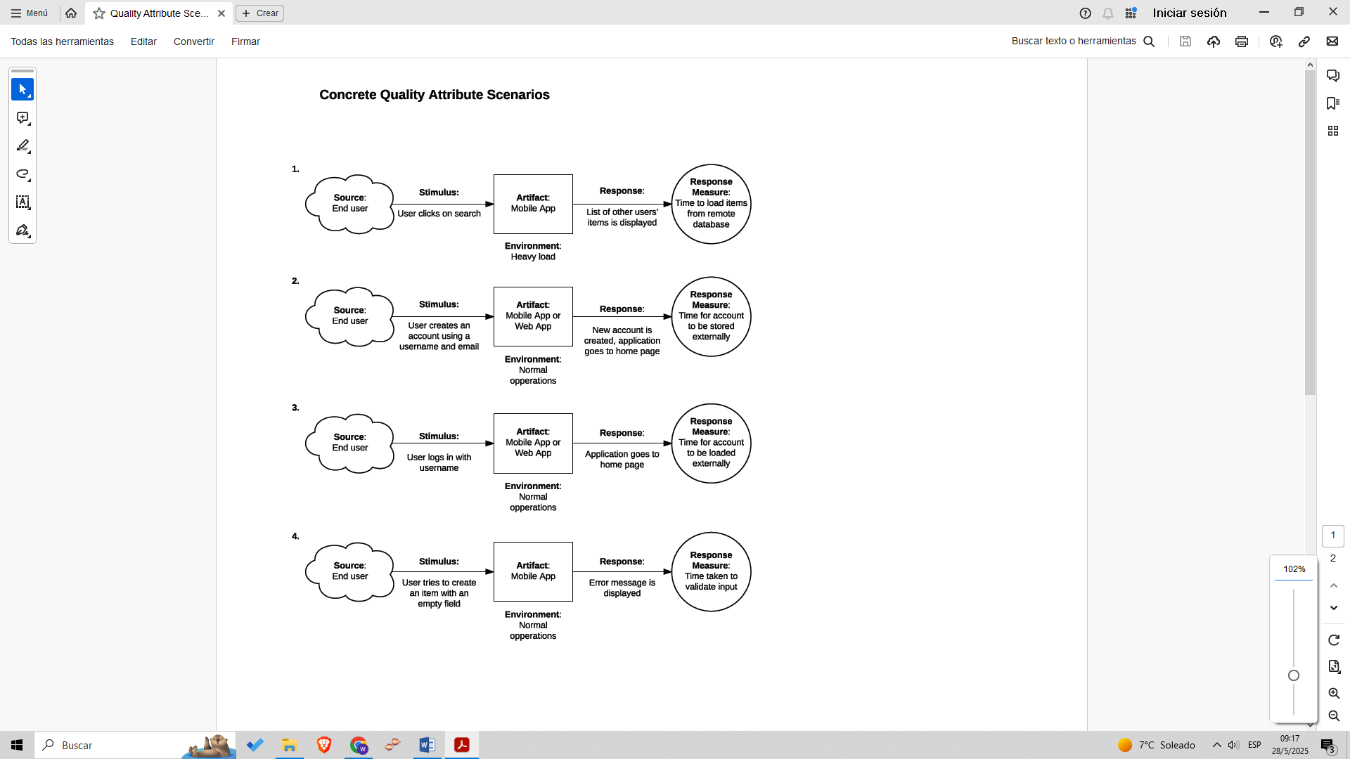 Menú
Quality Attribute Sce...
Crear
Iniciar sesión
Todas las herramientas
Editar
Convertir
Firmar
Buscar texto o herramientas
Concrete Quality Attribute Scenarios
1.
Source:
End user
Stimulus:
User clicks on search
Artifact:
Mobile App
Environment:
Heavy load
Response:
List of other users'
items is displayed
Response
Measure:
Time to load items
from remote
database
2.
Source:
End user
Stimulus:
User creates an
account using a
username and email
Artifact:
Mobile App or
Web App
Environment:
Normal
opperations
Response:
New account is
created, application
goes to home page
Response
Measure:
Time for account
to be stored
externally
3.
Source:
End user
Stimulus:
User logs in with
username
Artifact:
Mobile App or
Web App
Environment:
Normal
opperations
Response:
Application goes to
home page
Response
Measure:
Time for account
to be loaded
externally
4.
Source:
End user
Stimulus:
User tries to create
an item with an
empty field
Artifact:
Mobile App
Environment:
Normal
opperations
Response:
Error message is
displayed
Response
Measure:
Time taken to
validate input
1
2
102%
Buscar
7°C Soleado
ESP
09:17
28/5/2025
3